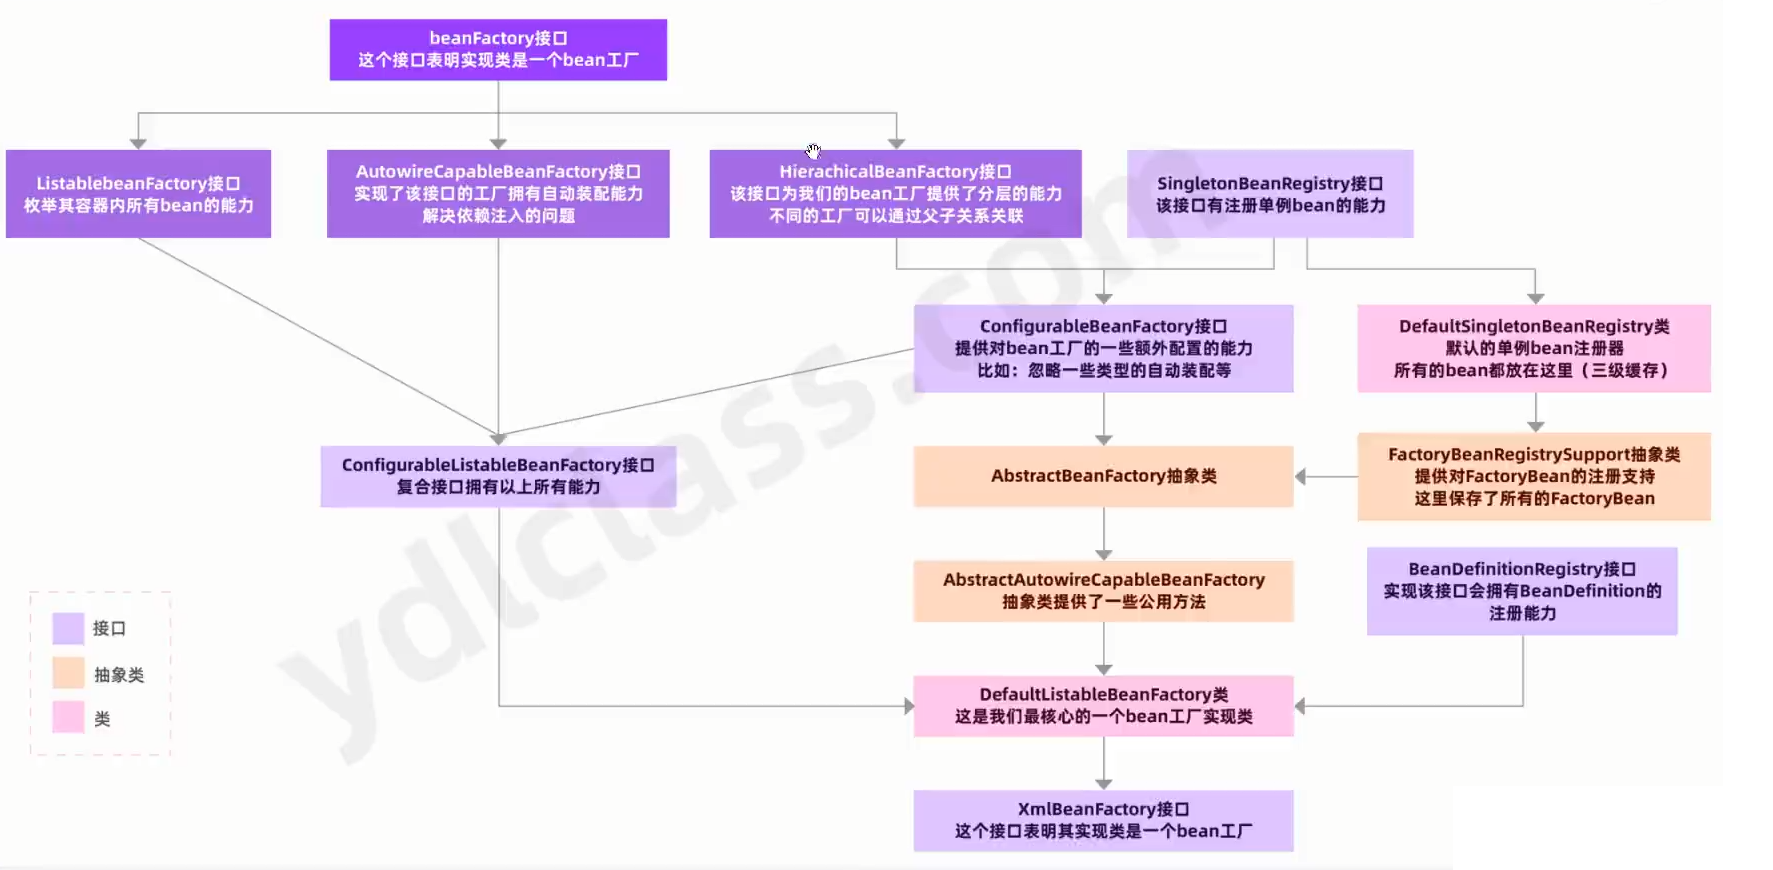 beanFactory接口
这个接口表明实现类是一个bean工厂
ListablebeanFactory接口
枚举其容器内所有bean的能力
AutowireCapableBeanFactory接口
实现了该接口的工厂拥有自动装配能力
解决依赖注入的问题
HierachicalBeanFactory接口
该接口为我们的bean工厂提供了分层的能力
不同的工厂可以通过父子关系关联
SingletonBeanRegistry接口
该接口有注册单例bean的能力
ConfigurableBeanFactory接口
提供对bean工厂的一些额外配置的能力
比如：忽略一些类型的自动装配等
DefaultSingletonBeanRegistry类
默认的单例bean注册器
所有的bean都放在这里（三级缓存）
ConfigurableListableBeanFactory接口
复合接口拥有以上所有能力
AbstractBeanFactory抽象类
FactoryBeanRegistrySupport抽象类
提供对FactoryBean的注册支持
这里保存了所有的FactoryBean
AbstractAutowireCapableBeanFactory
抽象类提供了一些公用方法
BeanDefinitionRegistry接口
实现该接口会拥有BeanDefinition的
注册能力
接口
抽象类
类
DefaultListableBeanFactory类
这是我们最核心的一个bean工厂实现类
XmlBeanFactory接口
这个接口表明其实现类是一个bean工厂
ydlclass.com